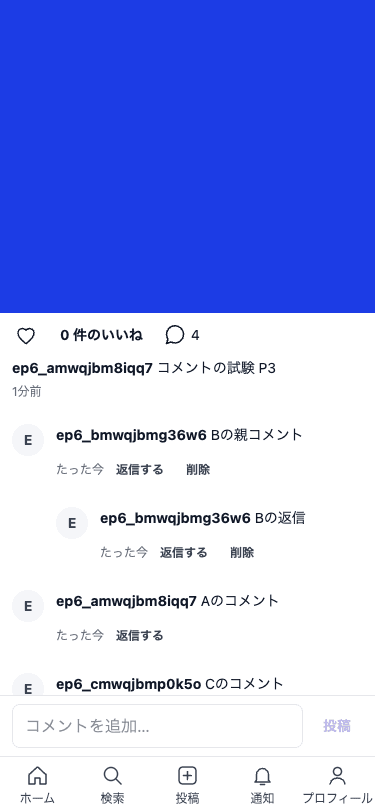 0 件のいいね 4
ep6_amwqjbm8iqq7 コメントの試験 P3
1分前
E ep6_bmwqjbmg36w6 Bの親コメント
たった今 返信する 削除
E ep6_bmwqjbmg36w6 Bの返信
たった今 返信する 削除
E ep6_amwqjbm8iqq7 Aのコメント
たった今 返信する
E ep6_cmwqjbmp0k5o Cのコメント
コメントを追加... 投稿
ホーム 検索 投稿 通知 プロフィール